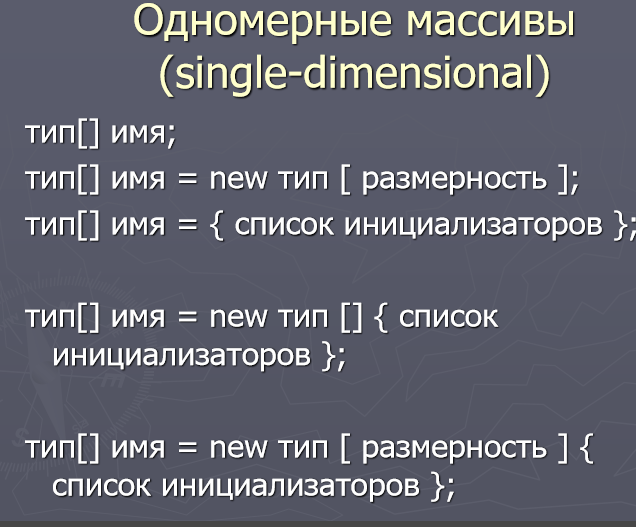 Одномерные массивы
(single-dimensional)
тип[] имя;
тип[] имя = new тип [ размерность ];
тип[] имя = { список инициализаторов };
тип[] имя = new тип [] { список
инициализаторов };
тип[] имя = new тип [ размерность ] {
список инициализаторов };